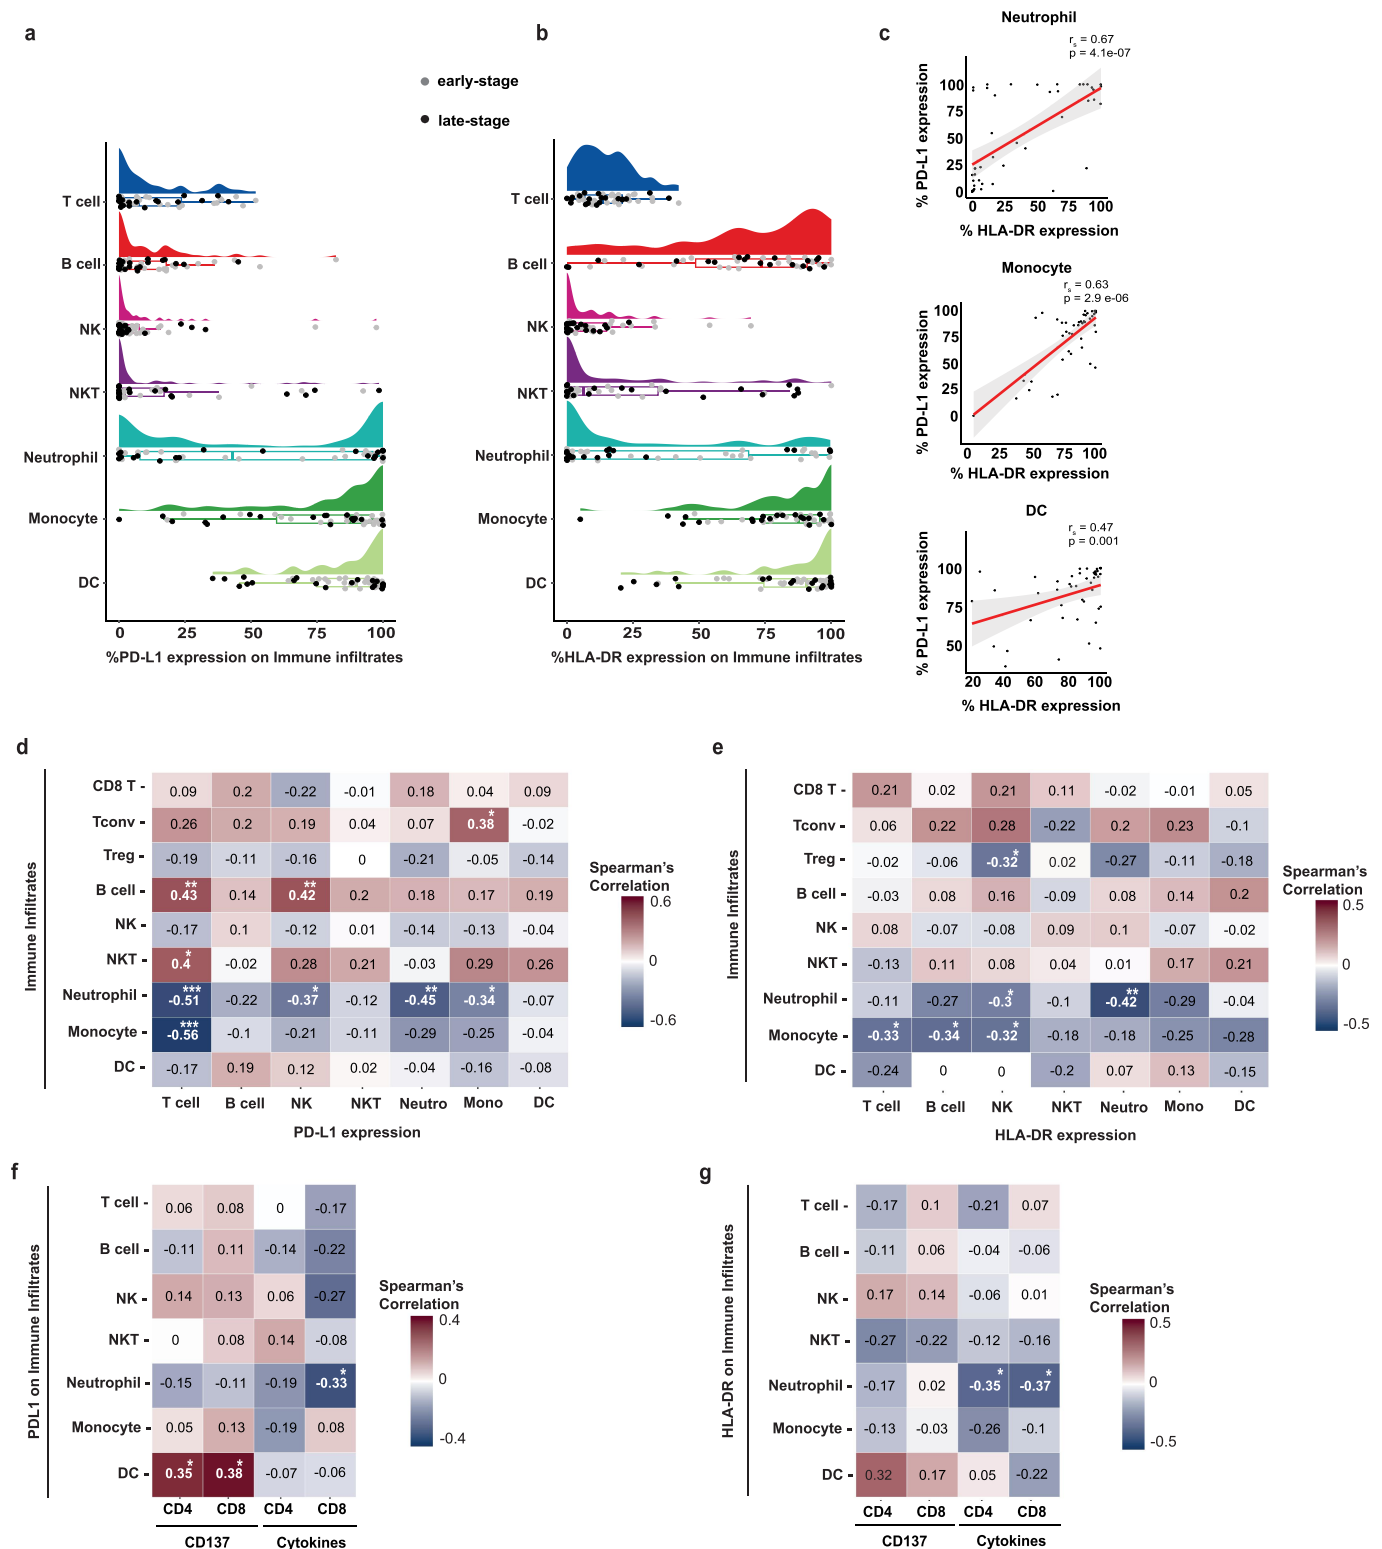 a
early-stage
late-stage
T cell
B cell
NK
NKT
Neutrophil
Monocyte
DC
0 25 50 75 100
%PD-L1 expression on Immune infiltrates
b
T cell
B cell
NK
NKT
Neutrophil
Monocyte
DC
0 25 50 75 100
%HLA-DR expression on Immune infiltrates
c
Neutrophil
rs = 0.67
p = 4.1e-07
% PD-L1 expression
100
75
50
25
0
0 25 50 75 100
% HLA-DR expression
Monocyte
rs = 0.63
p = 2.9 e-06
% PD-L1 expression
100
75
50
25
0
0 25 50 75 100
% HLA-DR expression
DC
rs = 0.47
p = 0.001
% PD-L1 expression
100
75
50
20 40 60 80 100
% HLA-DR expression
d
Immune Infiltrates
CD8 T 0.09 0.2 -0.22 -0.01 0.18 0.04 0.09
Tconv 0.26 0.2 0.19 0.04 0.07 0.38* -0.02
Treg -0.19 -0.11 -0.16 0 -0.21 -0.05 -0.14
B cell 0.43** 0.14 0.42** 0.2 0.18 0.17 0.19
NK -0.17 0.1 -0.12 0.01 -0.14 -0.13 -0.04
NKT 0.4* -0.02 0.28 0.21 -0.03 0.29 0.26
Neutrophil -0.51*** -0.22 -0.37* -0.12 -0.45** -0.34* -0.07
Monocyte -0.56*** -0.1 -0.21 -0.11 -0.29 -0.25 -0.04
DC -0.17 0.19 0.12 0.02 -0.04 -0.16 -0.08
T cell B cell NK NKT Neutro Mono DC
PD-L1 expression
Spearman's
Correlation
0.6
0
-0.6
e
Immune Infiltrates
CD8 T 0.21 0.02 0.21 0.11 -0.02 -0.01 0.05
Tconv 0.06 0.22 0.28 -0.22 0.2 0.23 -0.1
Treg -0.02 -0.06 -0.32* 0.02 -0.27 -0.11 -0.18
B cell -0.03 0.08 0.16 -0.09 0.08 0.14 0.2
NK 0.08 -0.07 -0.08 0.09 0.1 -0.07 -0.02
NKT -0.13 0.11 0.08 0.04 0.01 0.17 0.21
Neutrophil -0.11 -0.27 -0.3* -0.1 -0.42** -0.29 -0.04
Monocyte -0.33* -0.34* -0.32* -0.18 -0.18 -0.25 -0.28
DC -0.24 0 0 -0.2 0.07 0.13 -0.15
T cell B cell NK NKT Neutro Mono DC
HLA-DR expression
Spearman's
Correlation
0.5
0
-0.5
f
PDL1 on Immune Infiltrates
T cell 0.06 0.08 0 -0.17
B cell -0.11 0.11 -0.14 -0.22
NK 0.14 0.13 0.06 -0.27
NKT 0 0.08 0.14 -0.08
Neutrophil -0.15 -0.11 -0.19 -0.33*
Monocyte 0.05 0.13 -0.19 0.08
DC 0.35* 0.38* -0.07 -0.06
CD4 CD8 CD4 CD8
CD137 Cytokines
Spearman's
Correlation
0.4
0
-0.4
g
HLA-DR on Immune Infiltrates
T cell -0.17 0.1 -0.21 0.07
B cell -0.11 0.06 -0.04 -0.06
NK 0.17 0.14 -0.06 0.01
NKT -0.27 -0.22 -0.12 -0.16
Neutrophil -0.17 0.02 -0.35* -0.37*
Monocyte -0.13 -0.03 -0.26 -0.1
DC 0.32 0.17 0.05 -0.22
CD4 CD8 CD4 CD8
CD137 Cytokines
Spearman's
Correlation
0.5
0
-0.5